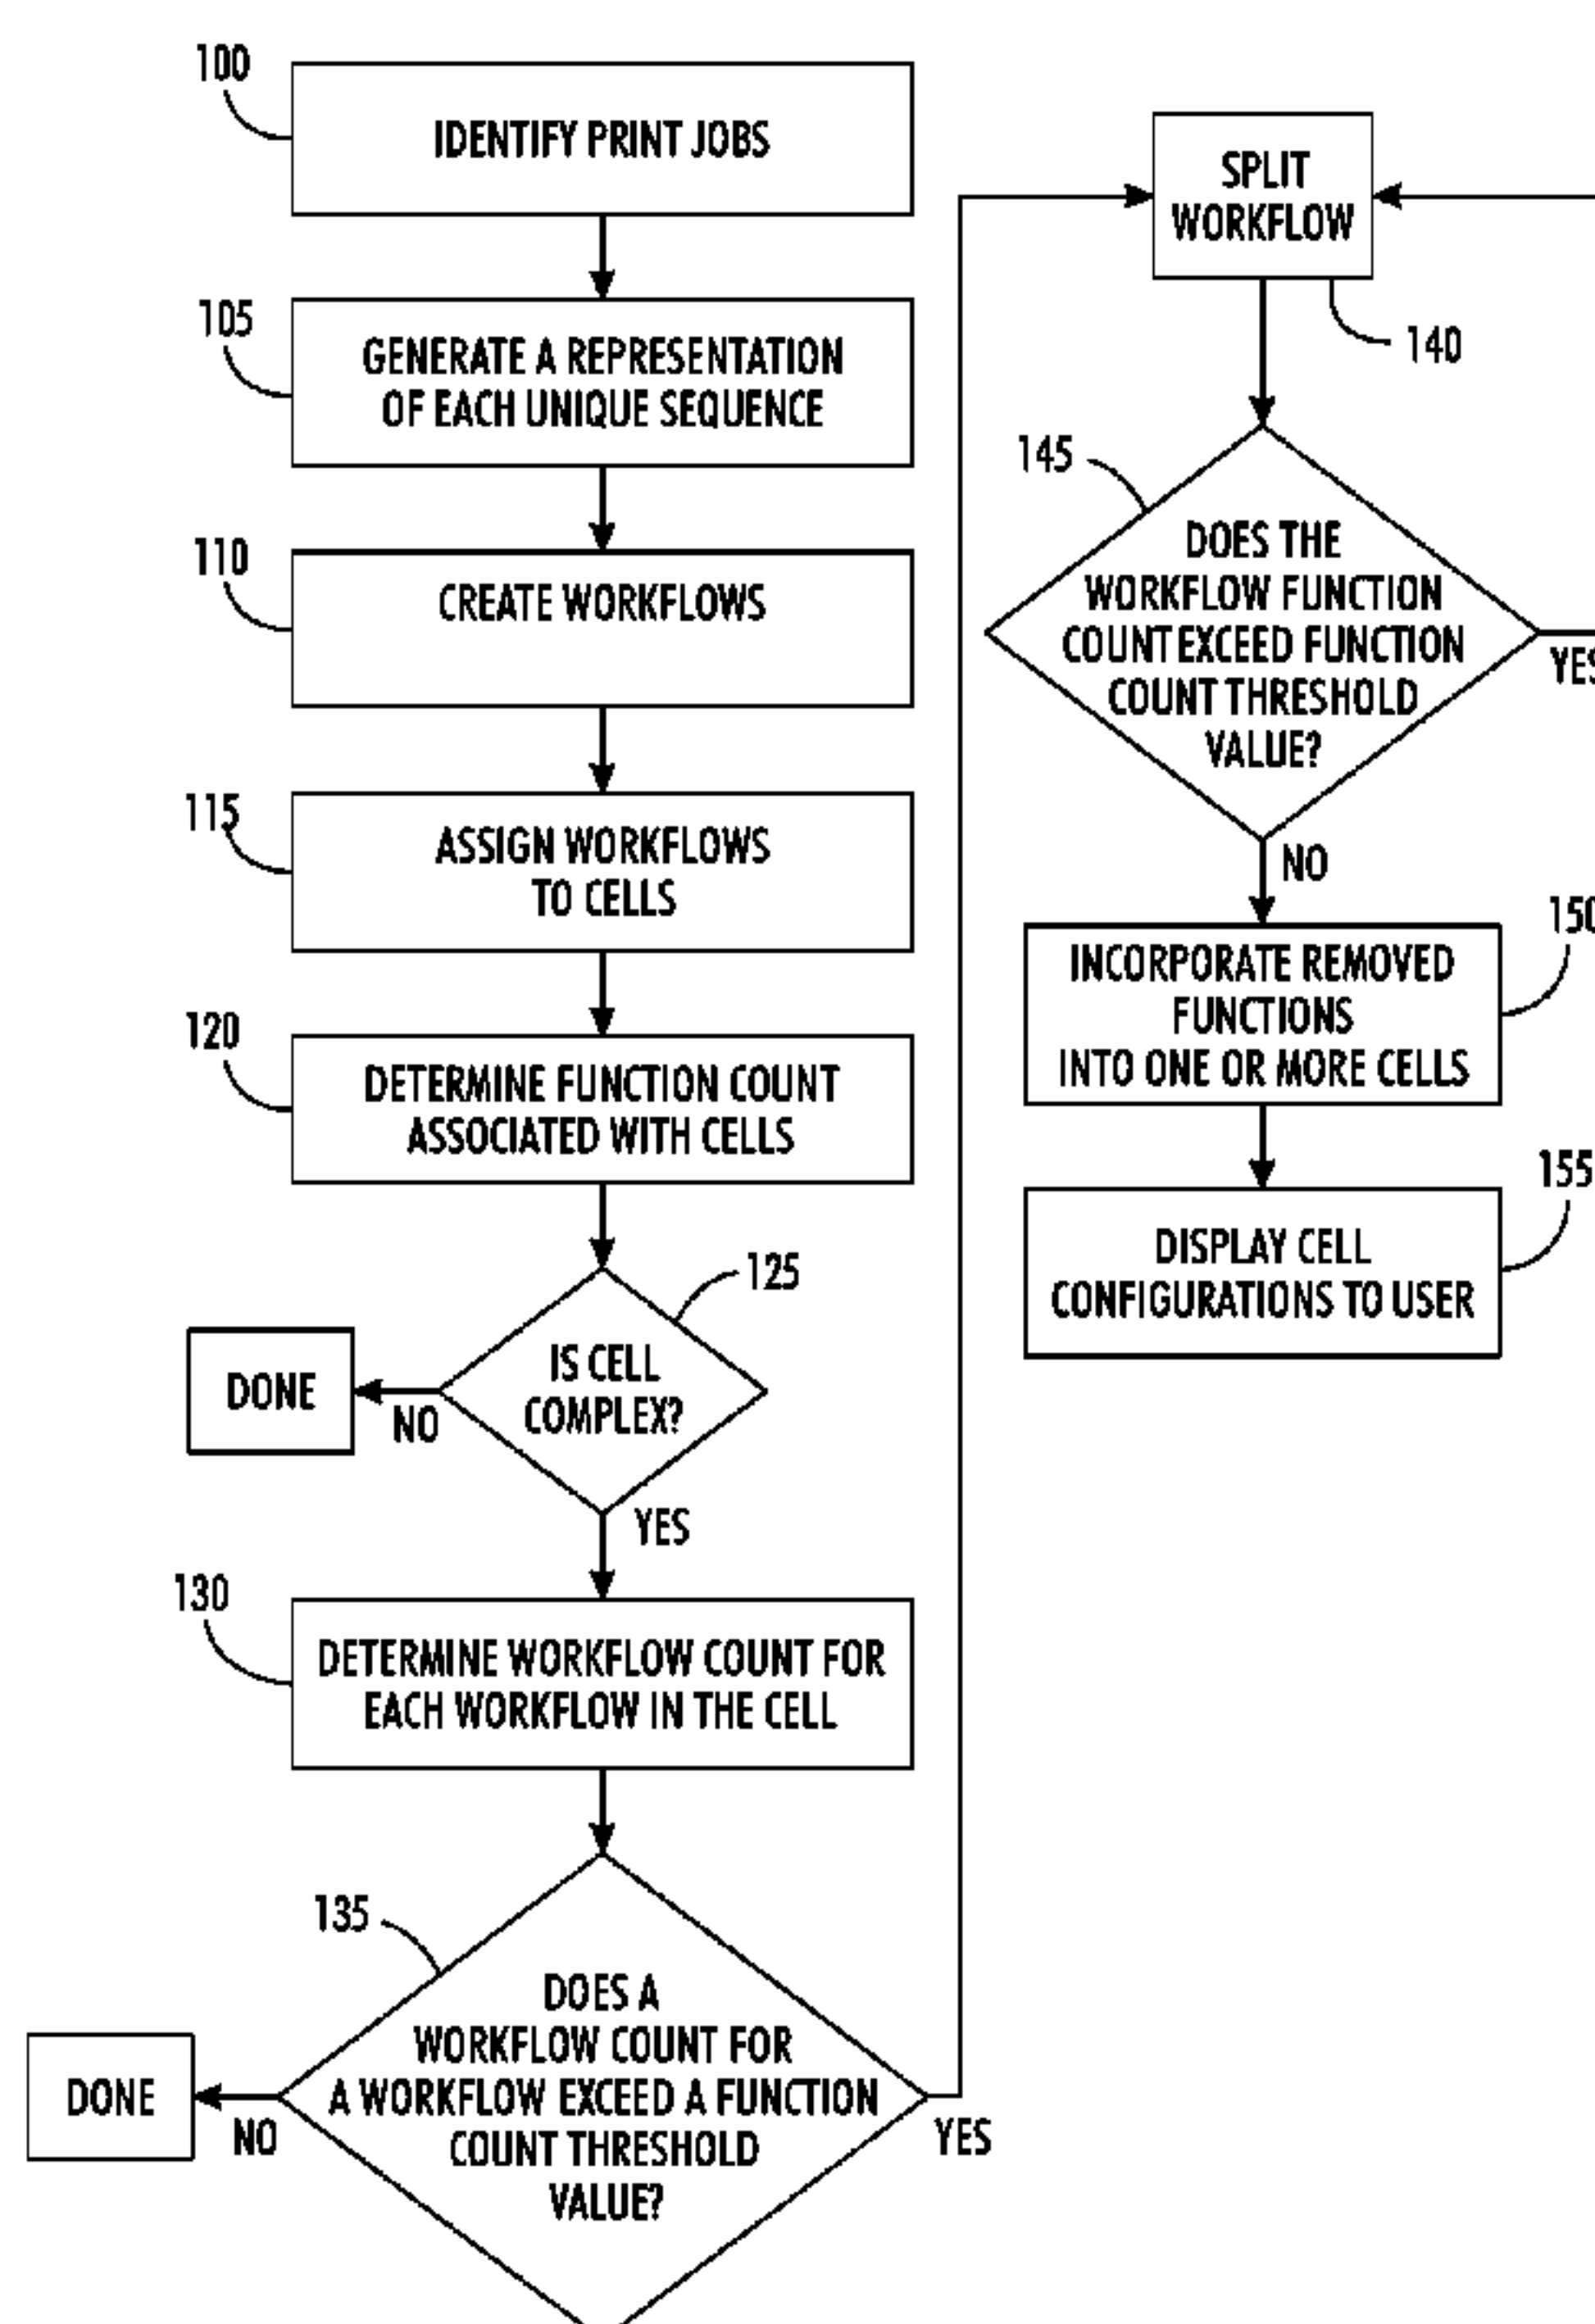 100
IDENTIFY PRINT JOBS
105
GENERATE A REPRESENTATION
OF EACH UNIQUE SEQUENCE
110
CREATE WORKFLOWS
115
ASSIGN WORKFLOWS
TO CELLS
120
DETERMINE FUNCTION COUNT
ASSOCIATED WITH CELLS
125
IS CELL
COMPLEX?
NO
DONE
YES
130
DETERMINE WORKFLOW COUNT FOR
EACH WORKFLOW IN THE CELL
135
DOES A
WORKFLOW COUNT FOR
A WORKFLOW EXCEED A FUNCTION
COUNT THRESHOLD
VALUE?
NO
DONE
YES
SPLIT
WORKFLOW
140
145
DOES THE
WORKFLOW FUNCTION
COUNT EXCEED FUNCTION
COUNT THRESHOLD
VALUE?
YES
NO
150
INCORPORATE REMOVED
FUNCTIONS
INTO ONE OR MORE CELLS
155
DISPLAY CELL
CONFIGURATIONS TO USER